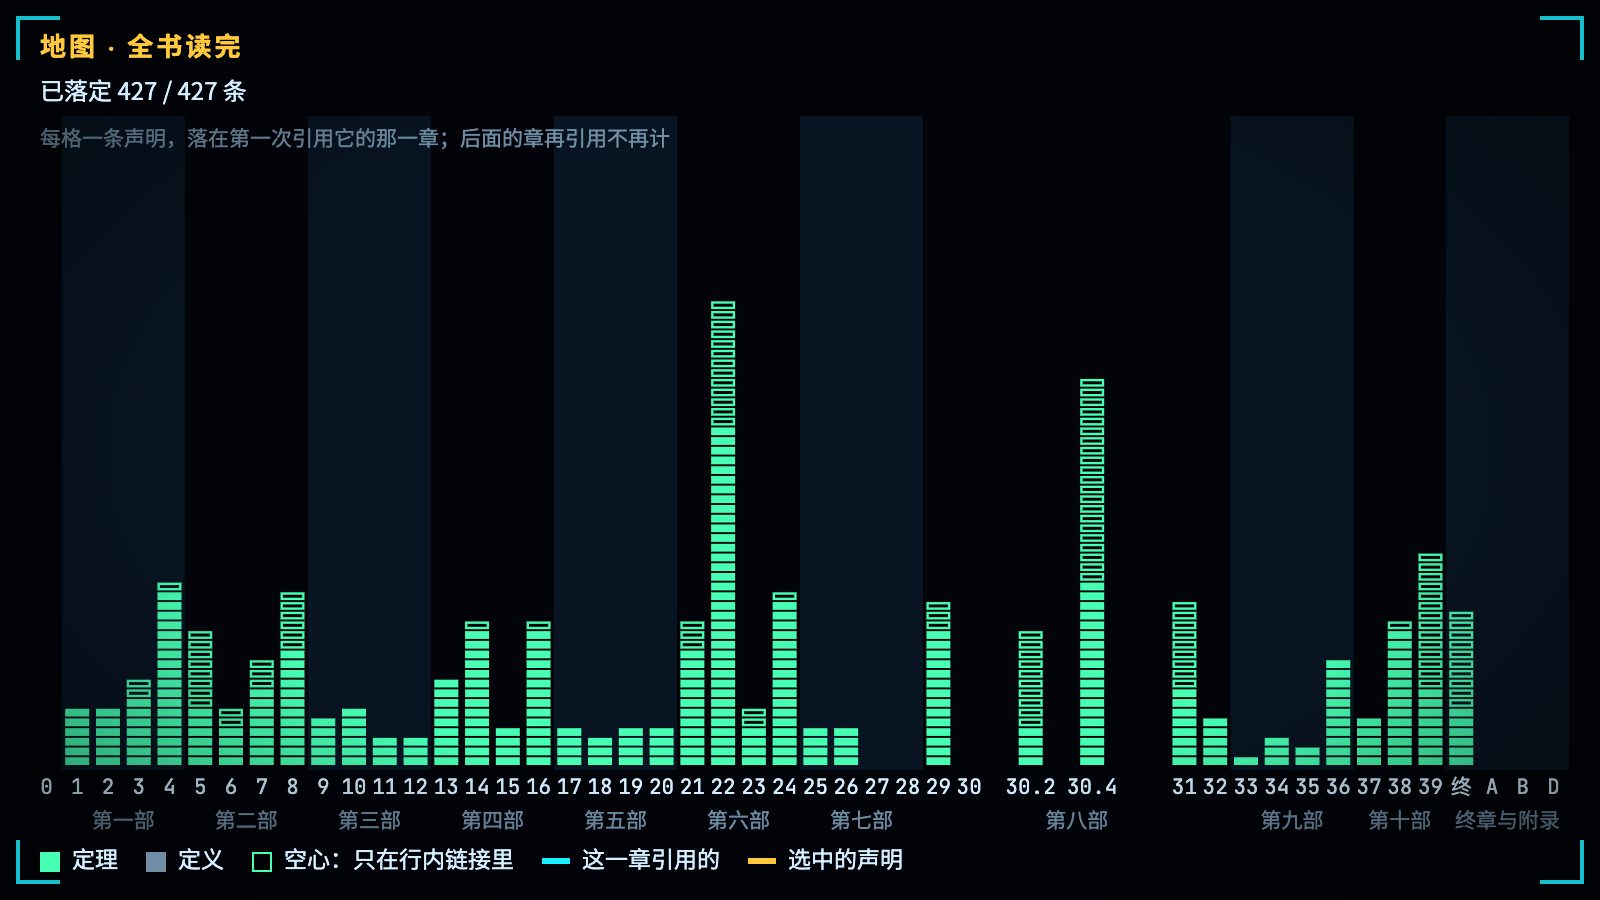 地图 · 全书读完
已落定 427 / 427 条
每格一条声明，落在第一次引用它的那一章；后面的章再引用不再计
0 1 2 3 4 5 6 7 8 9 10 11 12 13 14 15 16 17 18 19 20 21 22 23 24 25 26 27 28 29 30 30.2 30.4 31 32 33 34 35 36 37 38 39 终 A B D
第一部 第二部 第三部 第四部 第五部 第六部 第七部 第八部 第九部 第十部 终章与附录
定理 定义 空心：只在行内链接里 这一章引用的 选中的声明